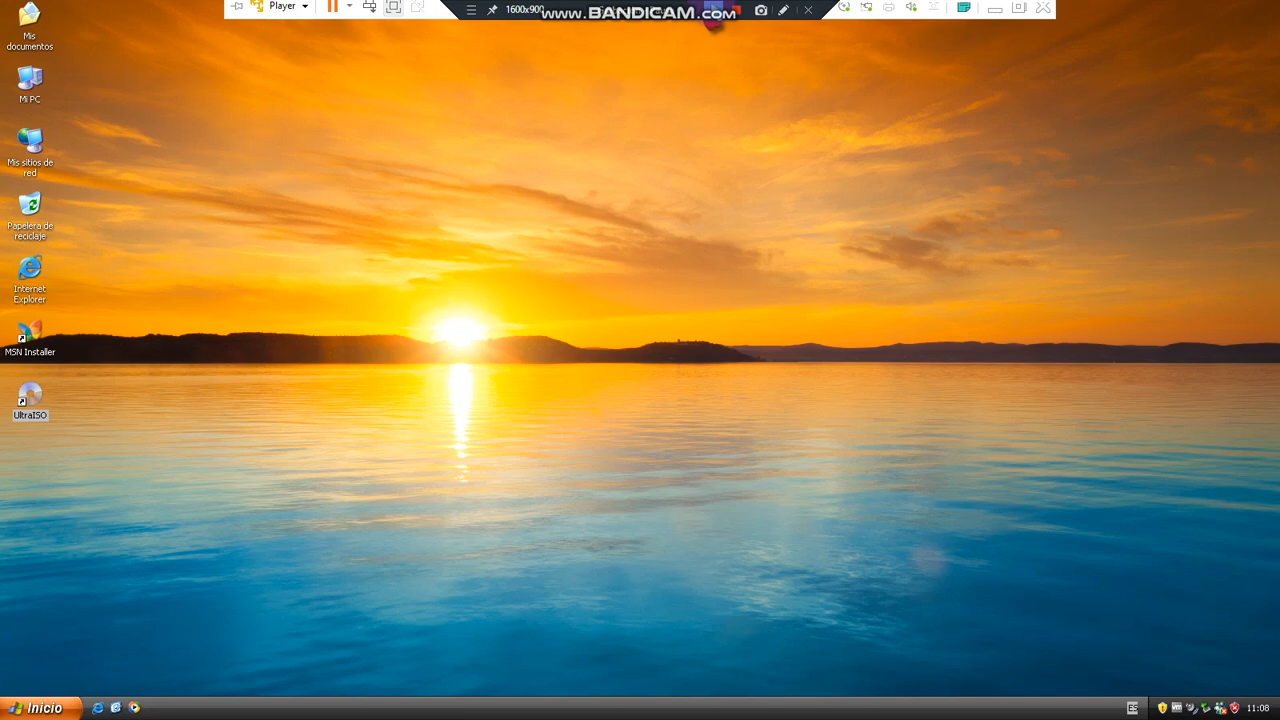 Player
1600x900
www.BANDICAM.com
Mis
documentos
Mi PC
Mis sitios de
red
Papelera de
reciclaje
Internet
Explorer
MSN Installer
UltraISO
Inicio
ES
11:08